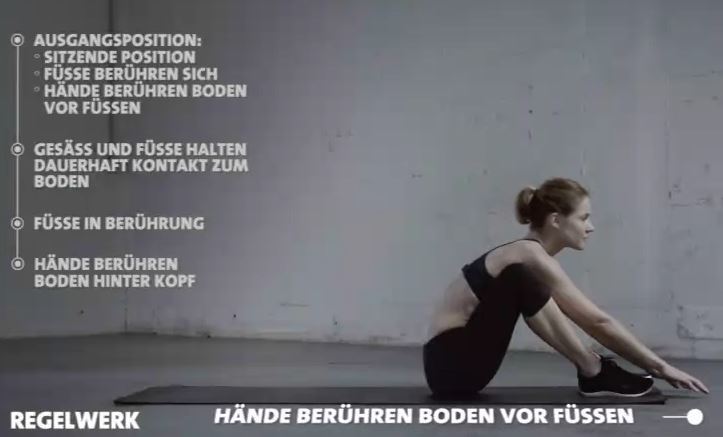 AUSGANGSPOSITION:
◦ SITZENDE POSITION
◦ FÜSSE BERÜHREN SICH
◦ HÄNDE BERÜHREN BODEN
VOR FÜSSEN
GESÄSS UND FÜSSE HALTEN
DAUERHAFT KONTAKT ZUM
BODEN
FÜSSE IN BERÜHRUNG
HÄNDE BERÜHREN
BODEN HINTER KOPF
REGELWERK
HÄNDE BERÜHREN BODEN VOR FÜSSEN